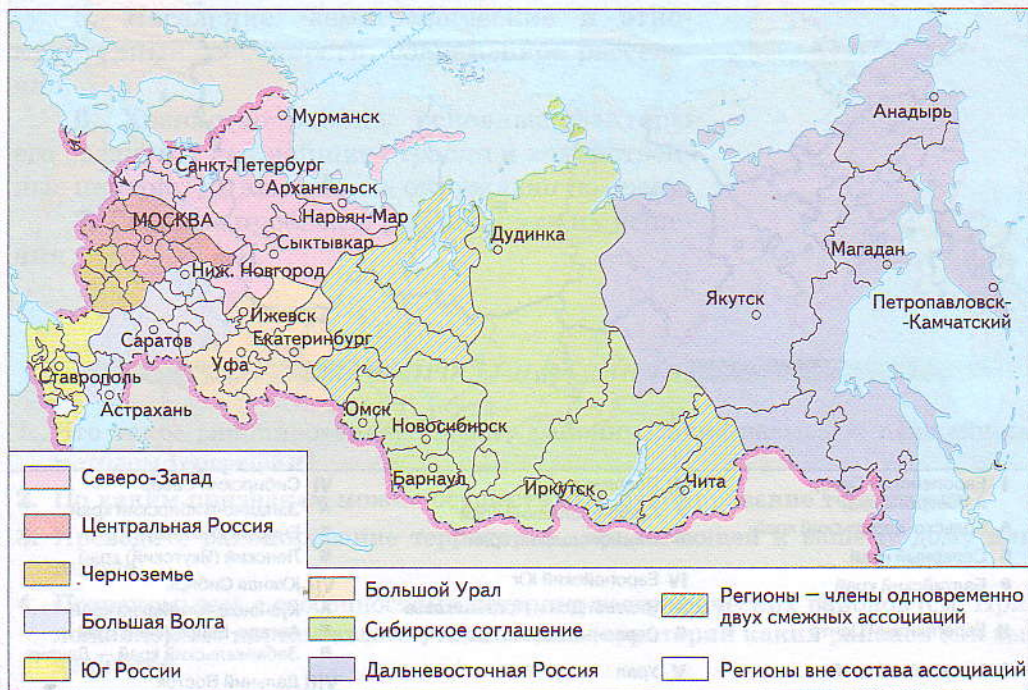 Мурманск
Санкт-Петербург
Архангельск
Нарьян-Мар
МОСКВА
Сыктывкар
Ниж. Новгород
Ижевск
Екатеринбург
Саратов
Уфа
Ставрополь
Астрахань
Омск
Новосибирск
Барнаул
Иркутск
Чита
Дудинка
Якутск
Анадырь
Магадан
Петропавловск-
-Камчатский
Северо-Запад
Центральная Россия
Черноземье
Большая Волга
Юг России
Большой Урал
Сибирское соглашение
Дальневосточная Россия
Регионы — члены одновременно
двух смежных ассоциаций
Регионы вне состава ассоциаций